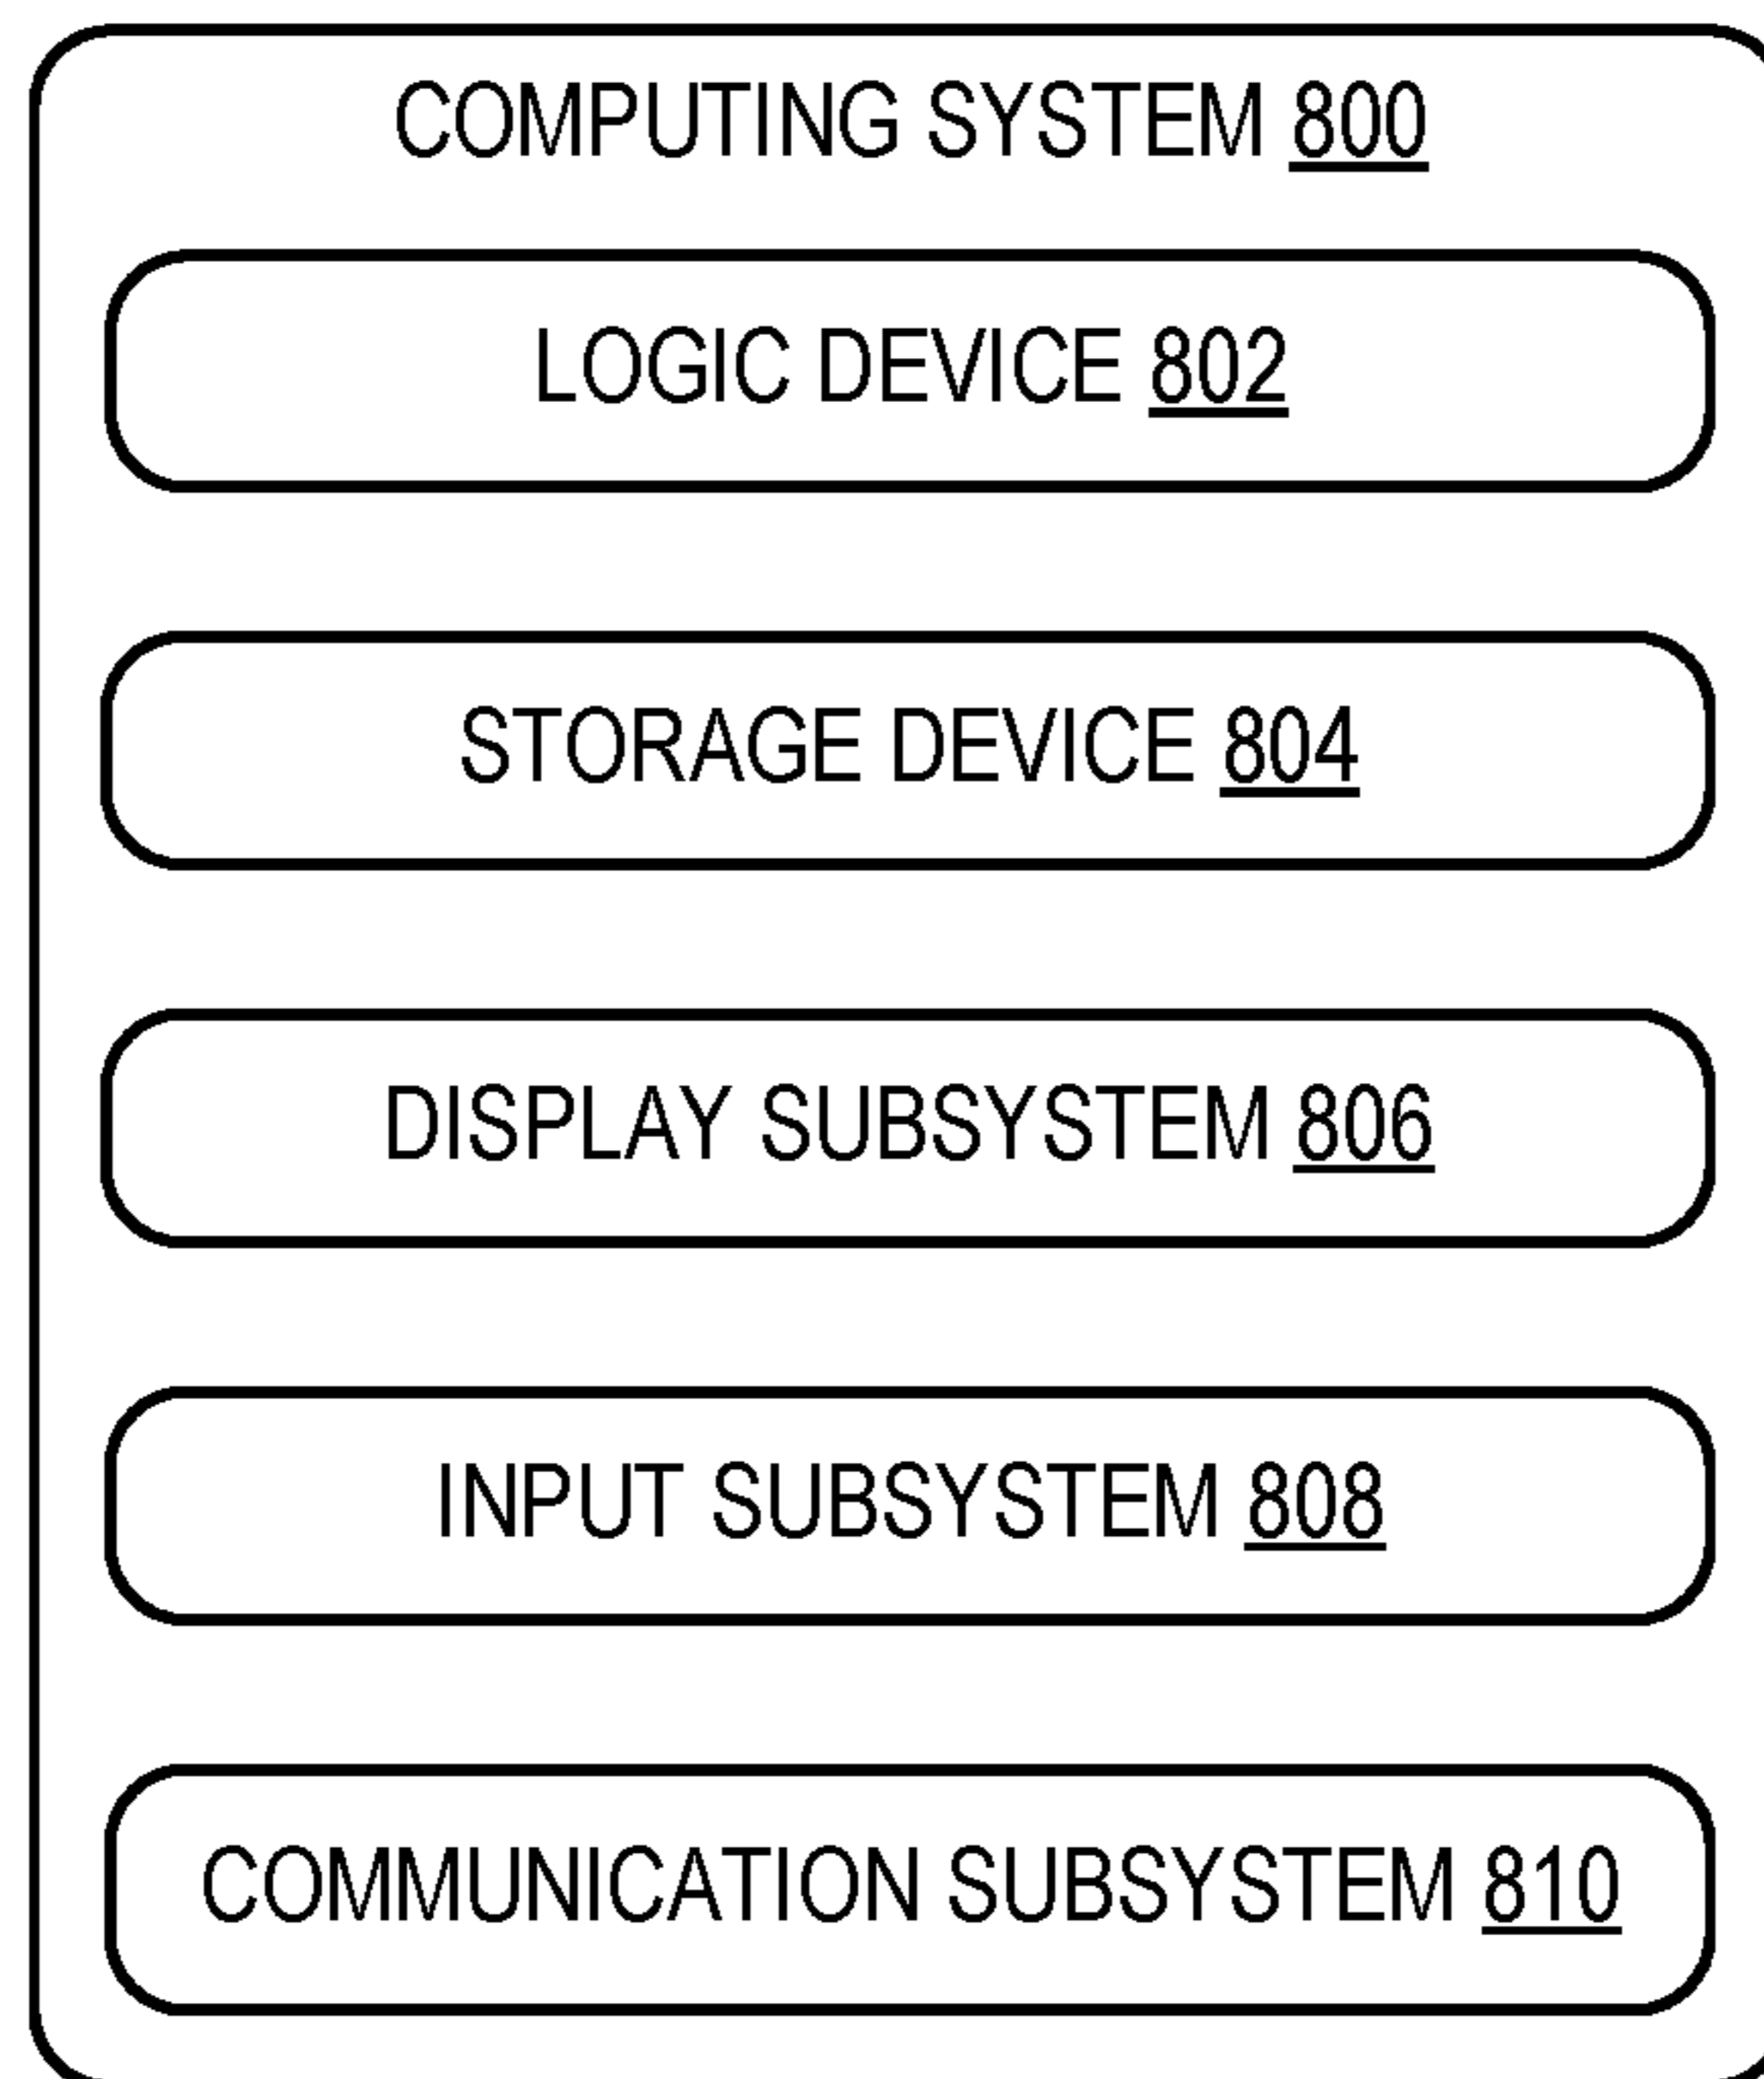 COMPUTING SYSTEM 800
LOGIC DEVICE 802
STORAGE DEVICE 804
DISPLAY SUBSYSTEM 806
INPUT SUBSYSTEM 808
COMMUNICATION SUBSYSTEM 810